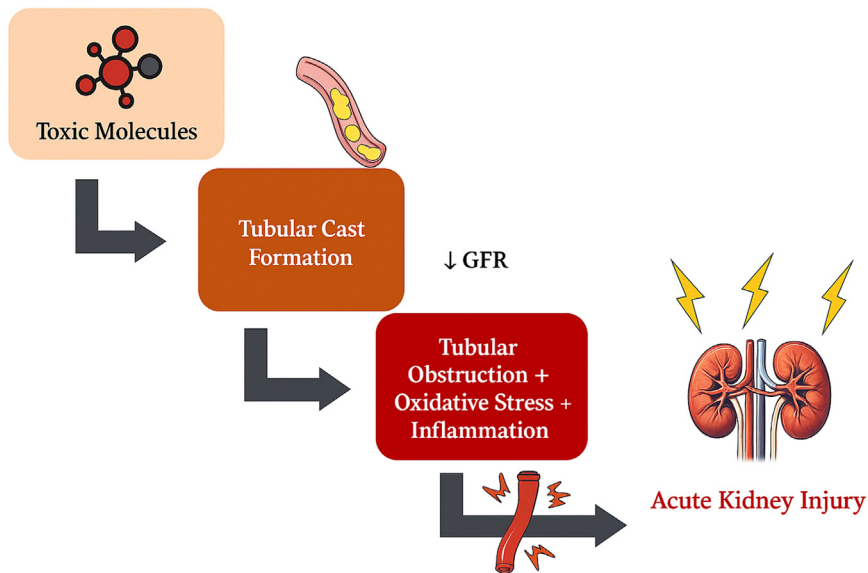 Toxic Molecules
Tubular Cast
Formation
↓ GFR
Tubular
Obstruction +
Oxidative Stress +
Inflammation
Acute Kidney Injury